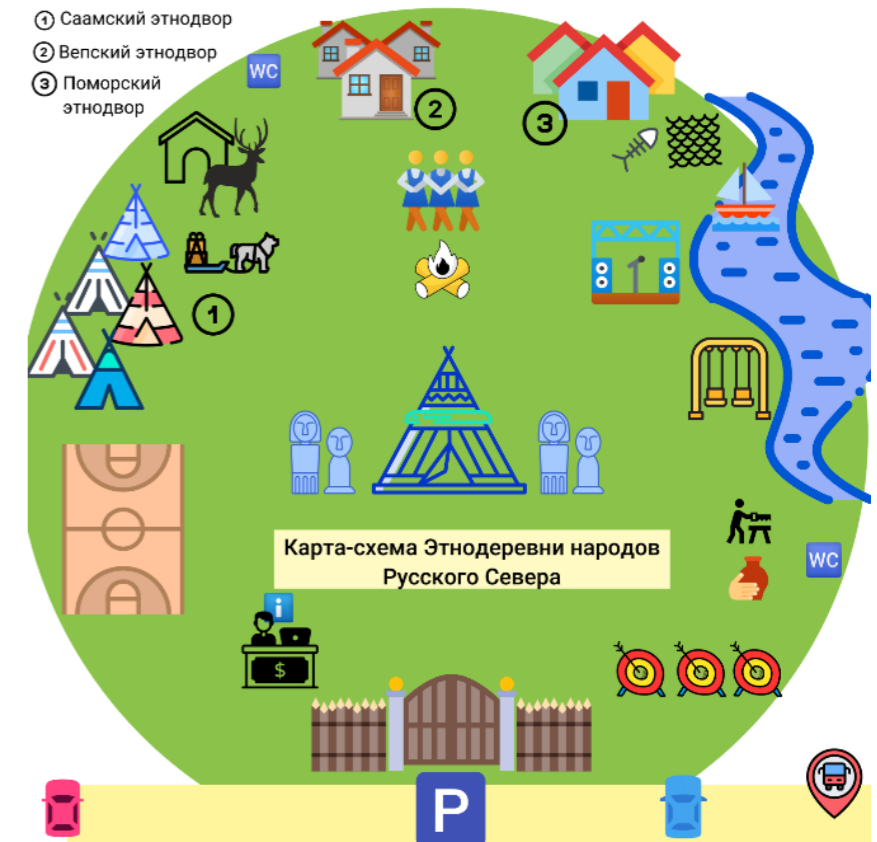 ① Саамский этнодвор
② Вепский этнодвор
③ Поморский
этнодвор
WC
2
3
1
Карта-схема Этнодеревни народов
Русского Севера
WC
i
$
P